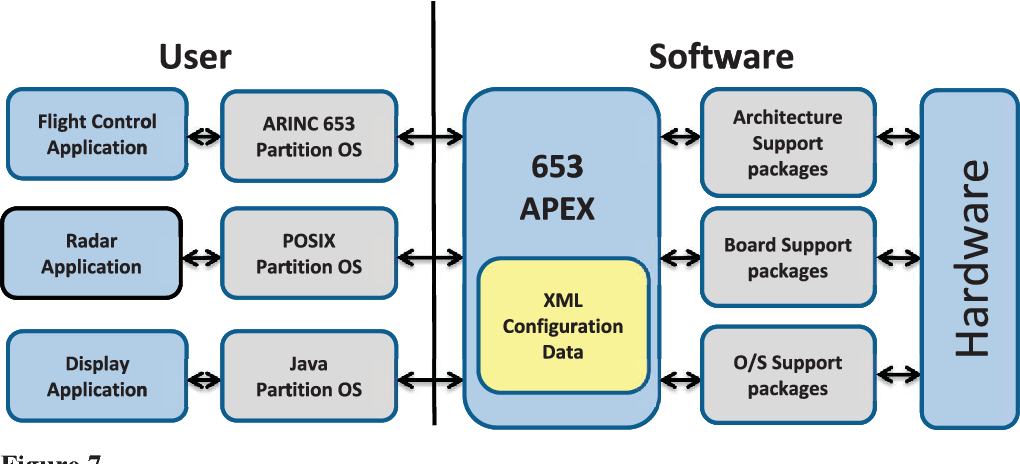 User
Software
Flight Control
Application
ARINC 653
Partition OS
653
APEX
Architecture
Support
packages
Hardware
Radar
Application
POSIX
Partition OS
Board Support
packages
XML
Configuration
Data
Display
Application
Java
Partition OS
O/S Support
packages
Figure 7